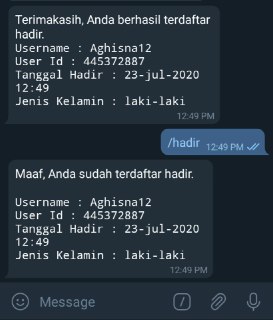 Terimakasih, Anda berhasil terdaftar
hadir.
Username : Aghisna12
User Id : 445372887
Tanggal Hadir : 23-jul-2020
12:49
Jenis Kelamin : laki-laki
12:49 PM
/hadir 12:49 PM
Maaf, Anda sudah terdaftar hadir.
Username : Aghisna12
User Id : 445372887
Tanggal Hadir : 23-jul-2020
12:49
Jenis Kelamin : laki-laki
12:49 PM
Message